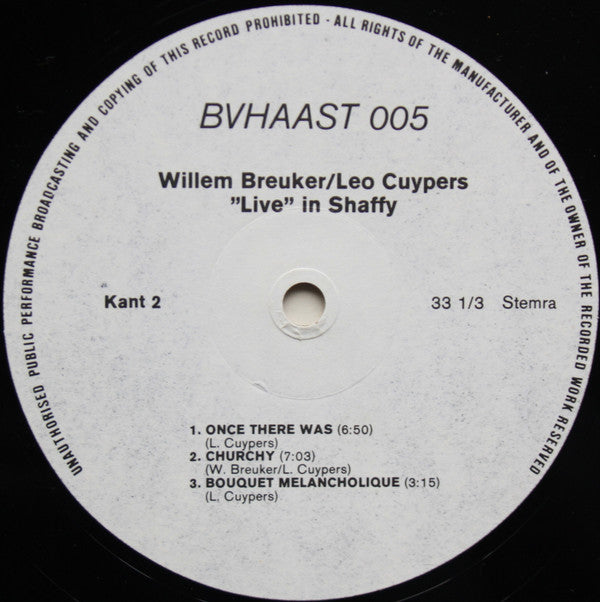 UNAUTHORISED PUBLIC PERFORMANCE BROADCASTING AND COPYING OF THIS RECORD PROHIBITED - ALL RIGHTS OF THE MANUFACTURER AND OF THE OWNER OF THE RECORDED WORK RESERVED
BVHAAST 005
Willem Breuker/Leo Cuypers
”Live” in Shaffy
Kant 2
33 1/3 Stemra
1. ONCE THERE WAS (6:50)
(L. Cuypers)
2. CHURCHY (7:03)
(W. Breuker/L. Cuypers)
3. BOUQUET MELANCHOLIQUE (3:15)
(L. Cuypers)